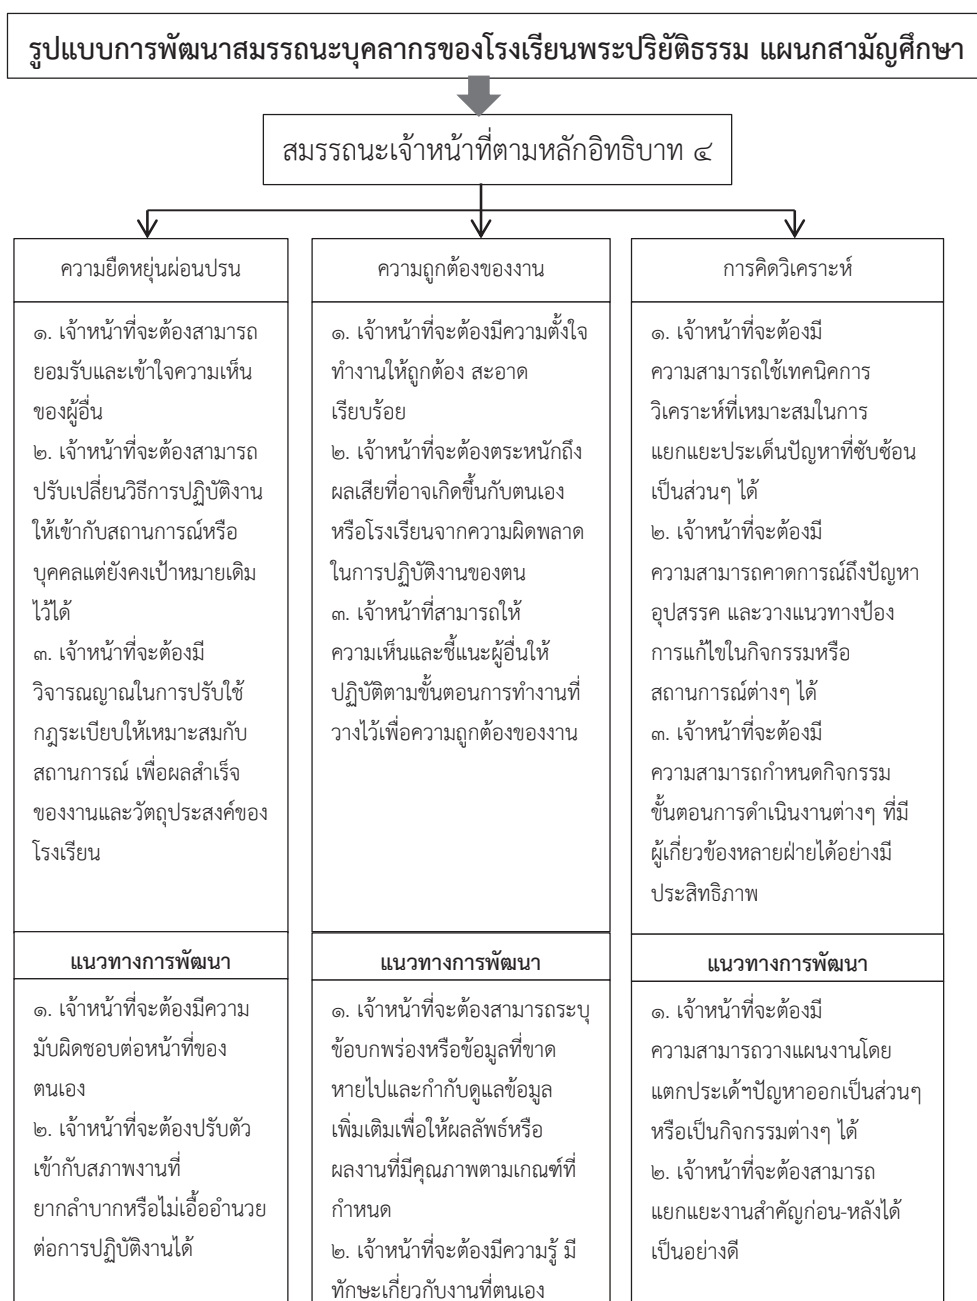 รูปแบบการพัฒนาสมรรถนะบุคลากรของโรงเรียนพระปริยัติธรรม แผนกสามัญศึกษา
สมรรถนะเจ้าหน้าที่ตามหลักอิทธิบาท ๔
ความยืดหยุ่นผ่อนปรน
๑. เจ้าหน้าที่จะต้องสามารถ
ยอมรับและเข้าใจความเห็น
ของผู้อื่น
๒. เจ้าหน้าที่จะต้องสามารถ
ปรับเปลี่ยนวิธีการปฏิบัติงาน
ให้เข้ากับสถานการณ์หรือ
บุคคลแต่ยังคงเป้าหมายเดิม
ไว้ได้
๓. เจ้าหน้าที่จะต้องมี
วิจารณญาณในการปรับใช้
กฎระเบียบให้เหมาะสมกับ
สถานการณ์ เพื่อผลสำเร็จ
ของงานและวัตถุประสงค์ของ
โรงเรียน
แนวทางการพัฒนา
๑. เจ้าหน้าที่จะต้องมีความ
มับผิดชอบต่อหน้าที่ของ
ตนเอง
๒. เจ้าหน้าที่จะต้องปรับตัว
เข้ากับสภาพงานที่
ยากลำบากหรือไม่เอื้ออำนวย
ต่อการปฏิบัติงานได้
ความถูกต้องของงาน
๑. เจ้าหน้าที่จะต้องมีความตั้งใจ
ทำงานให้ถูกต้อง สะอาด
เรียบร้อย
๒. เจ้าหน้าที่จะต้องตระหนักถึง
ผลเสียที่อาจเกิดขึ้นกับตนเอง
หรือโรงเรียนจากความผิดพลาด
ในการปฏิบัติงานของตน
๓. เจ้าหน้าที่สามารถให้
ความเห็นและชี้แนะผู้อื่นให้
ปฏิบัติตามขั้นตอนการทำงานที่
วางไว้เพื่อความถูกต้องของงาน
แนวทางการพัฒนา
๑. เจ้าหน้าที่จะต้องสามารถระบุ
ข้อบกพร่องหรือข้อมูลที่ขาด
หายไปและกำกับดูแลข้อมูล
เพิ่มเติมเพื่อให้ผลลัพธ์หรือ
ผลงานที่มีคุณภาพตามเกณฑ์ที่
กำหนด
๒. เจ้าหน้าที่จะต้องมีความรู้ มี
ทักษะเกี่ยวกับงานที่ตนเอง
การคิดวิเคราะห์
๑. เจ้าหน้าที่จะต้องมี
ความสามารถใช้เทคนิคการ
วิเคราะห์ที่เหมาะสมในการ
แยกแยะประเด็นปัญหาที่ซับซ้อน
เป็นส่วนๆ ได้
๒. เจ้าหน้าที่จะต้องมี
ความสามารถคาดการณ์ถึงปัญหา
อุปสรรค และวางแนวทางป้อง
การแก้ไขในกิจกรรมหรือ
สถานการณ์ต่างๆ ได้
๓. เจ้าหน้าที่จะต้องมี
ความสามารถกำหนดกิจกรรม
ขั้นตอนการดำเนินงานต่างๆ ที่มี
ผู้เกี่ยวข้องหลายฝ่ายได้อย่างมี
ประสิทธิภาพ
แนวทางการพัฒนา
๑. เจ้าหน้าที่จะต้องมี
ความสามารถวางแผนงานโดย
แตกประเด้ฯปัญหาออกเป็นส่วนๆ
หรือเป็นกิจกรรมต่างๆ ได้
๒. เจ้าหน้าที่จะต้องสามารถ
แยกแยะงานสำคัญก่อน-หลังได้
เป็นอย่างดี